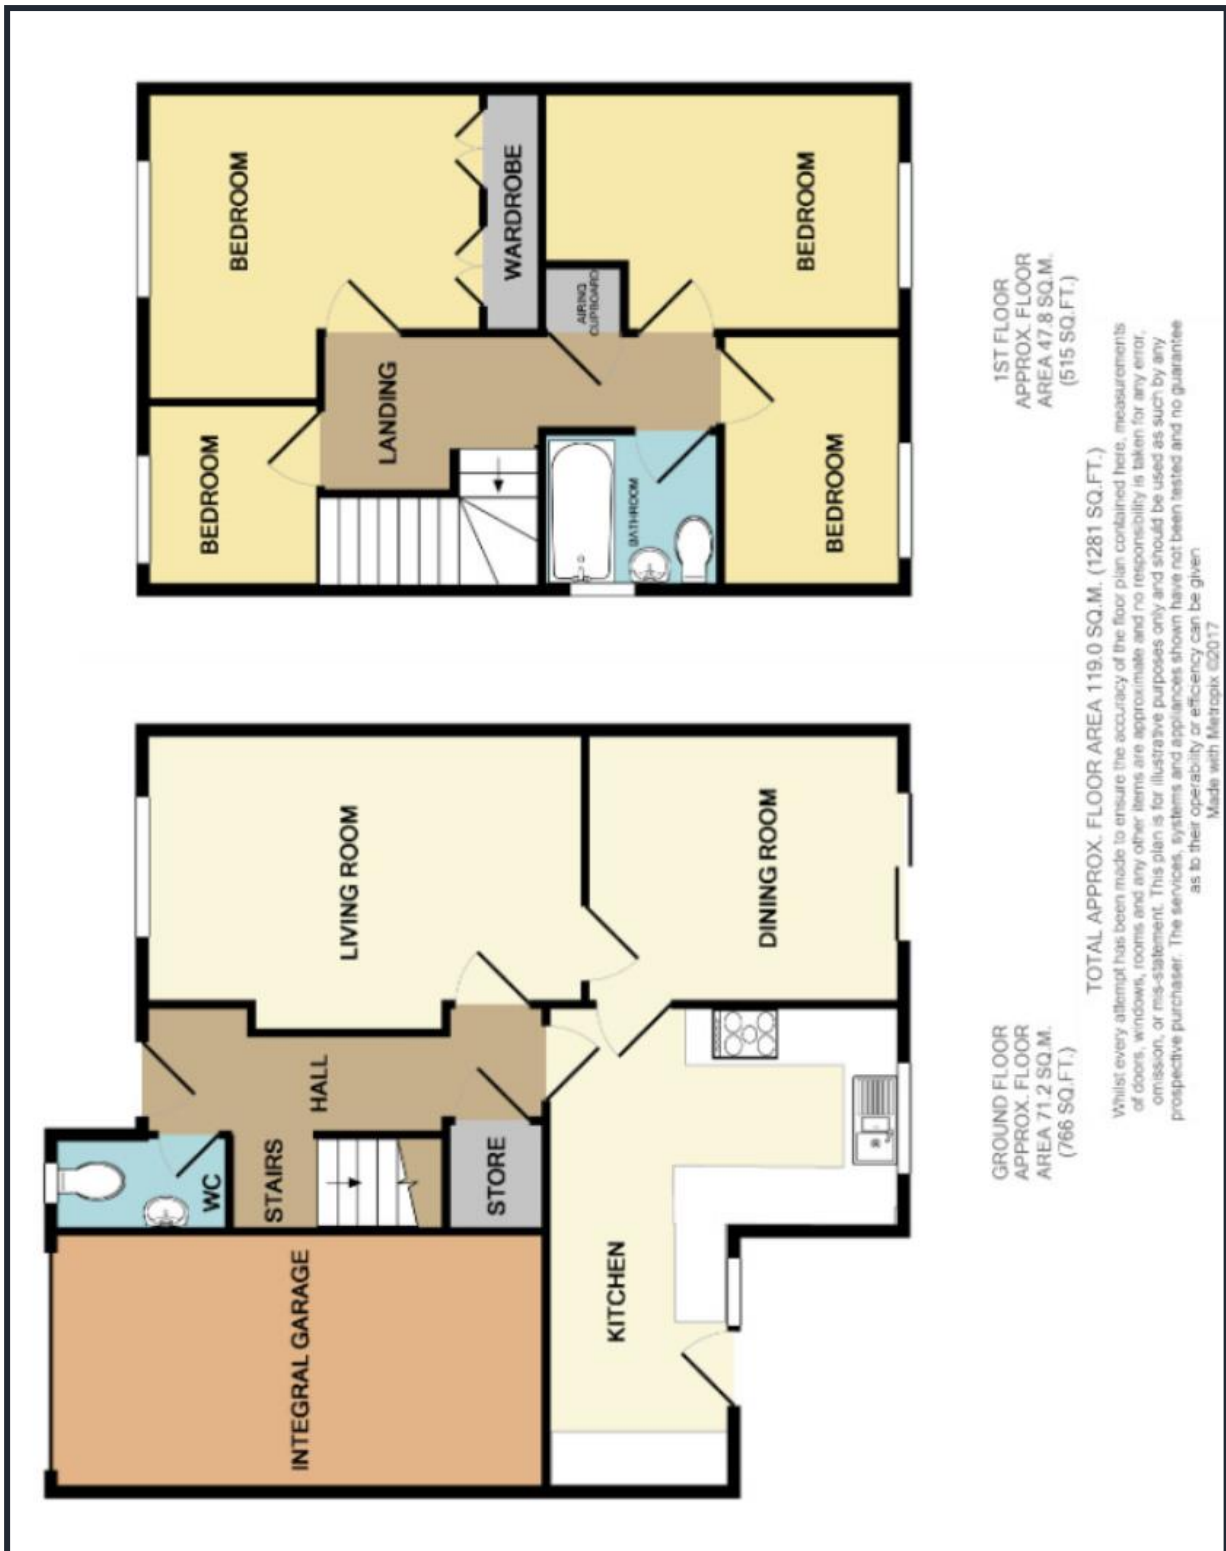 GROUND FLOOR
APPROX. FLOOR
AREA 71.2 SQ.M.
(766 SQ.FT.)
INTEGRAL GARAGE
WC
STAIRS
HALL
LIVING ROOM
STORE
KITCHEN
DINING ROOM
1ST FLOOR
APPROX. FLOOR
AREA 47.8 SQ.M.
(515 SQ.FT.)
BEDROOM
BEDROOM
LANDING
WARDROBE
AIRING
CUPBOARD
BATHROOM
BEDROOM
BEDROOM
TOTAL APPROX. FLOOR AREA 119.0 SQ.M. (1281 SQ.FT.)
Whilst every attempt has been made to ensure the accuracy of the floor plan contained here, measurements
of doors, windows, rooms and any other items are approximate and no responsibility is taken for any error,
omission, or mis-statement. This plan is for illustrative purposes only and should be used as such by any
prospective purchaser. The services, systems and appliances shown have not been tested and no guarantee
as to their operability or efficiency can be given
Made with Metropix ©2017